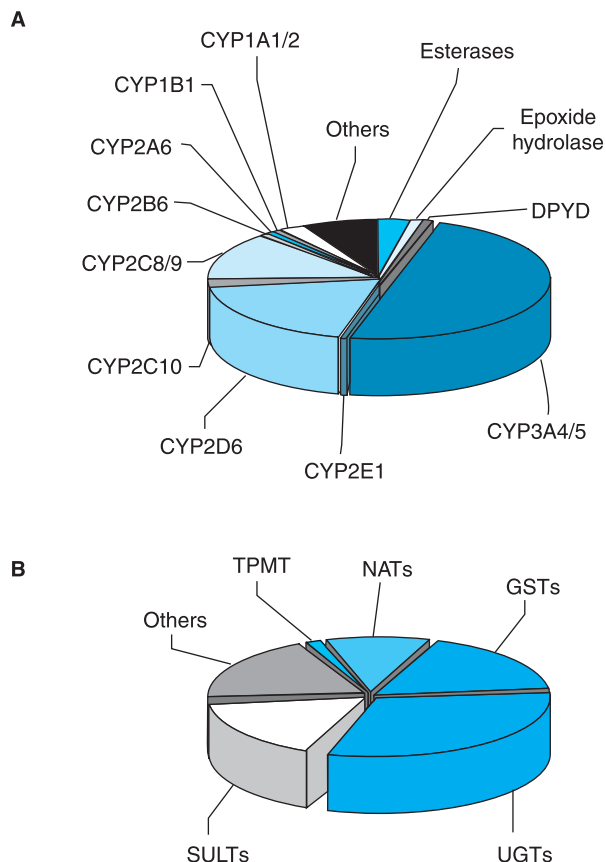 A
CYP1A1/2
Esterases
CYP1B1
Epoxide
hydrolase
Others
CYP2A6
CYP2B6
DPYD
CYP2C8/9
CYP2C10
CYP3A4/5
CYP2D6
CYP2E1
B
TPMT
NATs
GSTs
Others
SULTs
UGTs